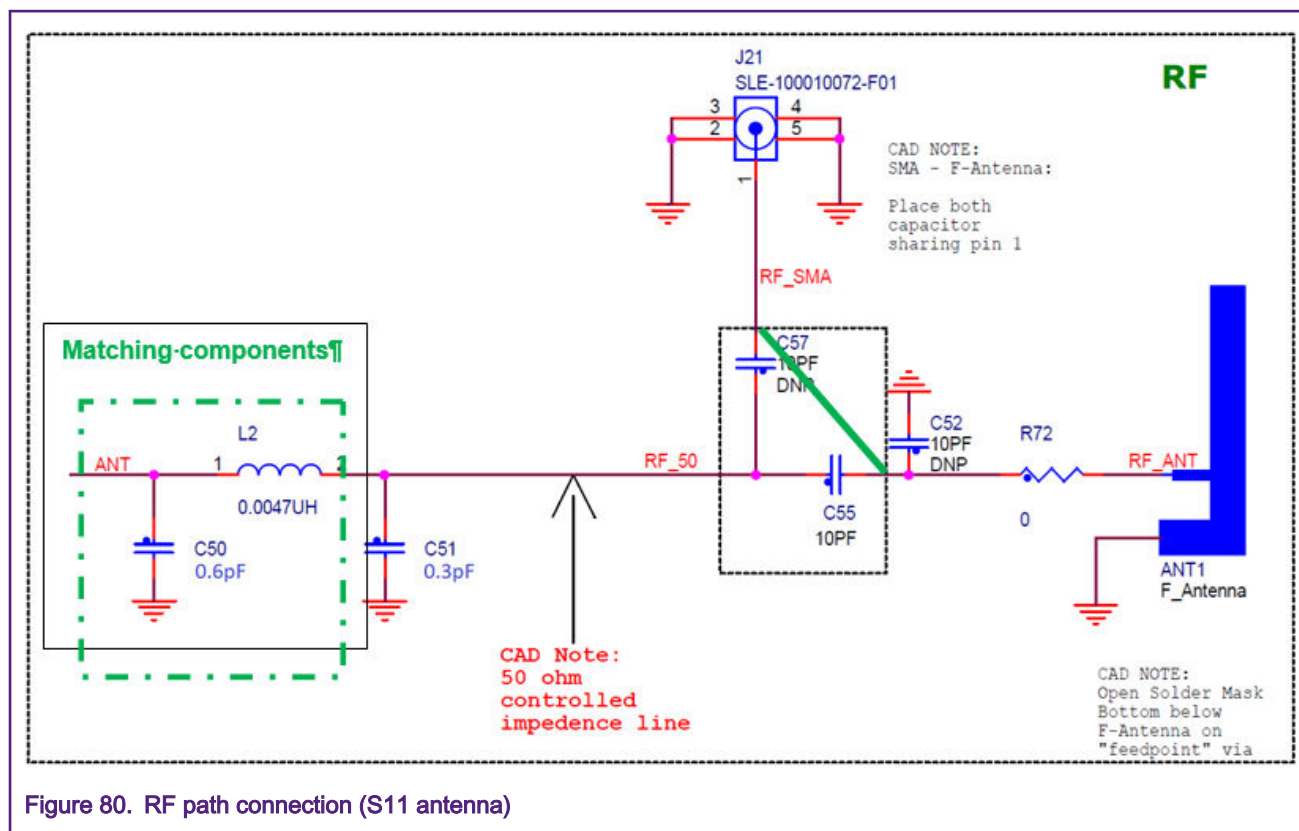 J21
SLE-100010072-F01
RF
3
4
2
5
1
CAD NOTE:
SMA - F-Antenna:
Place both
capacitor
sharing pin 1
RF_SMA
Matching·components¶
C57
10PF
DNP
C52
10PF
DNP
R72
0
RF_ANT
L2
ANT
1
2
0.0047UH
RF_50
C55
10PF
C50
0.6pF
C51
0.3pF
ANT1
F_Antenna
CAD Note:
50 ohm
controlled
impedence line
CAD NOTE:
Open Solder Mask
Bottom below
F-Antenna on
"feedpoint" via
Figure 80. RF path connection (S11 antenna)